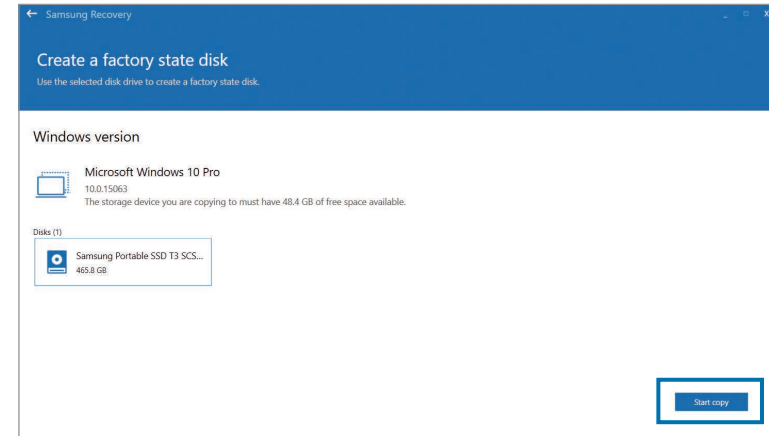 Samsung Recovery
Create a factory state disk
Use the selected disk drive to create a factory state disk.
Windows version
Microsoft Windows 10 Pro
10.0.15063
The storage device you are copying to must have 48.4 GB of free space available.
Disks (1)
Samsung Portable SSD T3 SCS...
465.8 GB
Start copy